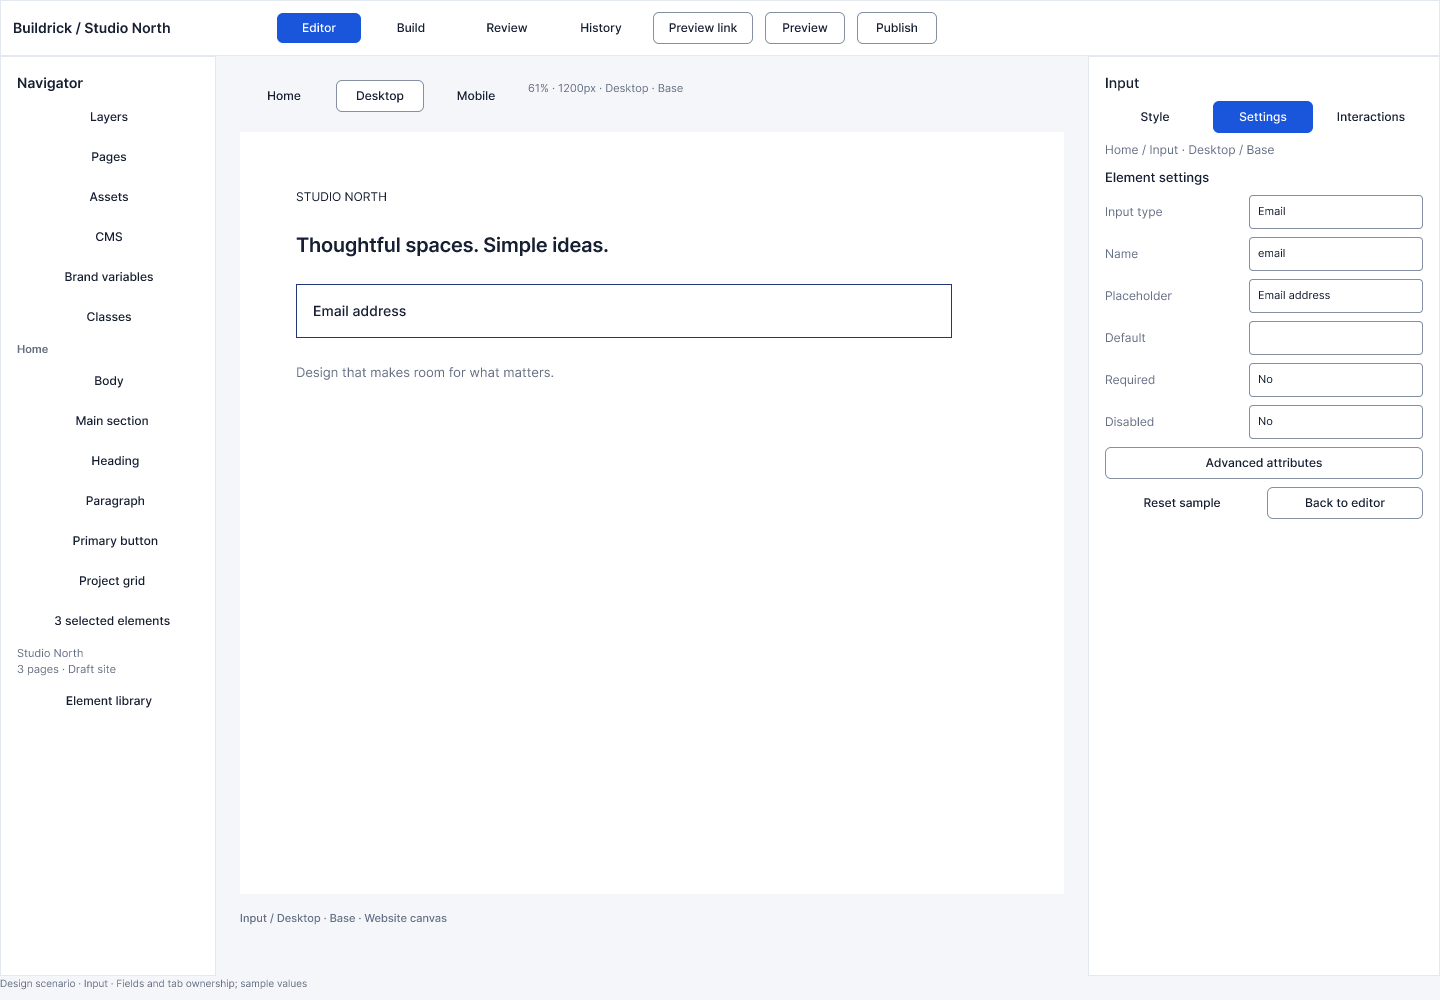 Buildrick / Studio North
Editor
Build
Review
History
Preview link
Preview
Publish
Navigator
Layers
Pages
Assets
CMS
Brand variables
Classes
Home
Body
Main section
Heading
Paragraph
Primary button
Project grid
3 selected elements
Studio North
3 pages · Draft site
Element library
Home
Desktop
Mobile
61% · 1200px · Desktop · Base
STUDIO NORTH
Thoughtful spaces. Simple ideas.
Email address
Design that makes room for what matters.
Input / Desktop · Base · Website canvas
Input
Style
Settings
Interactions
Home / Input · Desktop / Base
Element settings
Input type
Email
Name
email
Placeholder
Email address
Default
Required
No
Disabled
No
Advanced attributes
Reset sample
Back to editor
Design scenario · Input · Fields and tab ownership; sample values